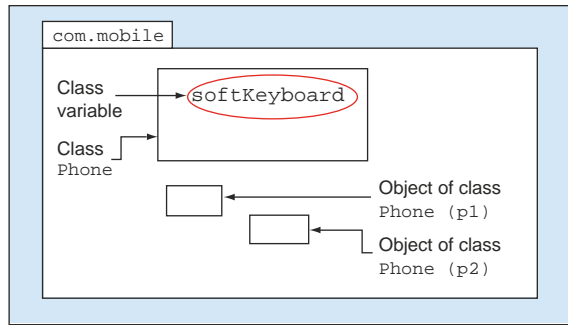 com.mobile
Class
variable
softKeyboard
Class
Phone
Object of class
Phone (p1)
Object of class
Phone (p2)